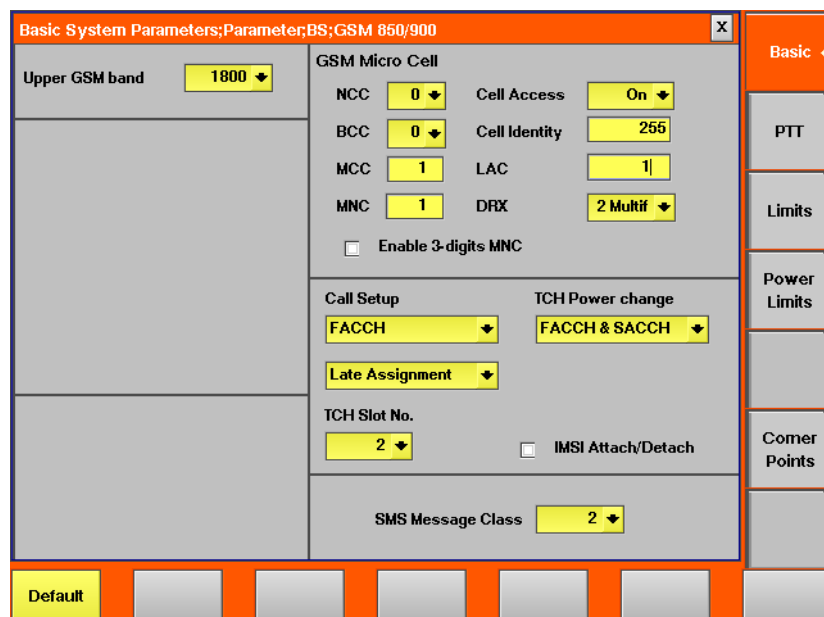 Basic System Parameters;Parameter;BS;GSM 850/900
X
Upper GSM band 1800
GSM Micro Cell
NCC 0 Cell Access On
BCC 0 Cell Identity 255
MCC 1 LAC 1
MNC 1 DRX 2 Multif
Enable 3-digits MNC
Call Setup TCH Power change
FACCH FACCH & SACCH
Late Assignment
TCH Slot No.
2 IMSI Attach/Detach
SMS Message Class 2
Basic
PTT
Limits
Power
Limits
Corner
Points
Default